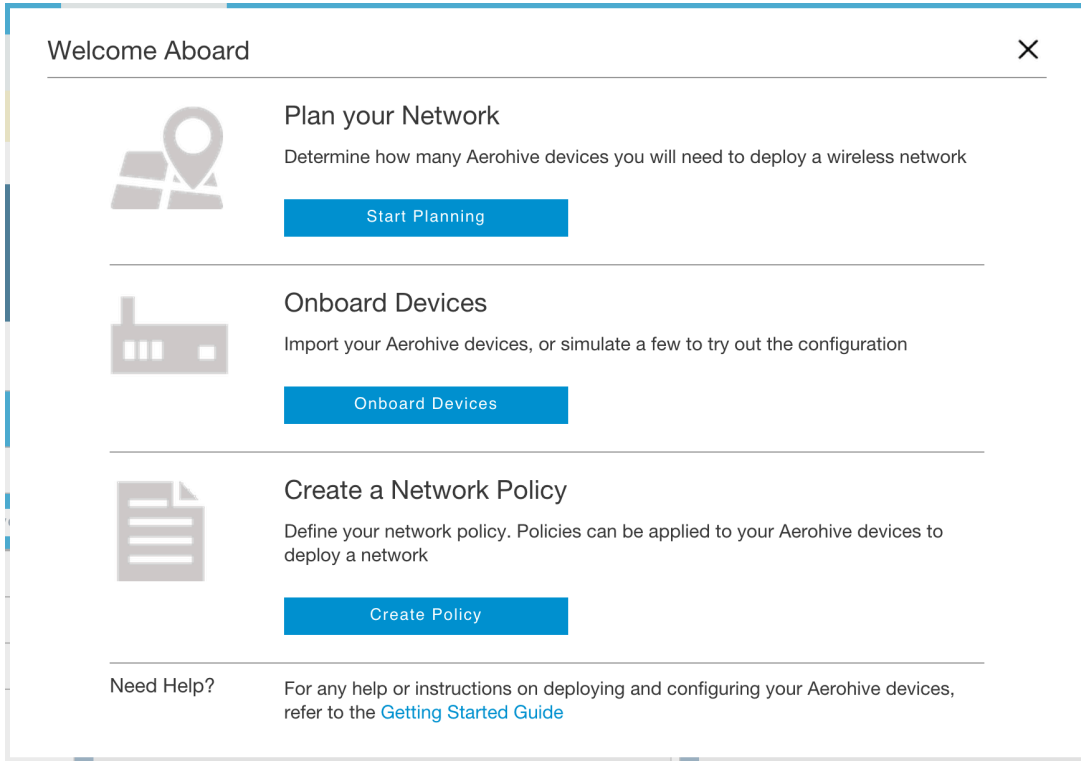 Welcome Aboard
Plan your Network
Determine how many Aerohive devices you will need to deploy a wireless network
Start Planning
Onboard Devices
Import your Aerohive devices, or simulate a few to try out the configuration
Onboard Devices
Create a Network Policy
Define your network policy. Policies can be applied to your Aerohive devices to
deploy a network
Create Policy
Need Help?
For any help or instructions on deploying and configuring your Aerohive devices,
refer to the Getting Started Guide